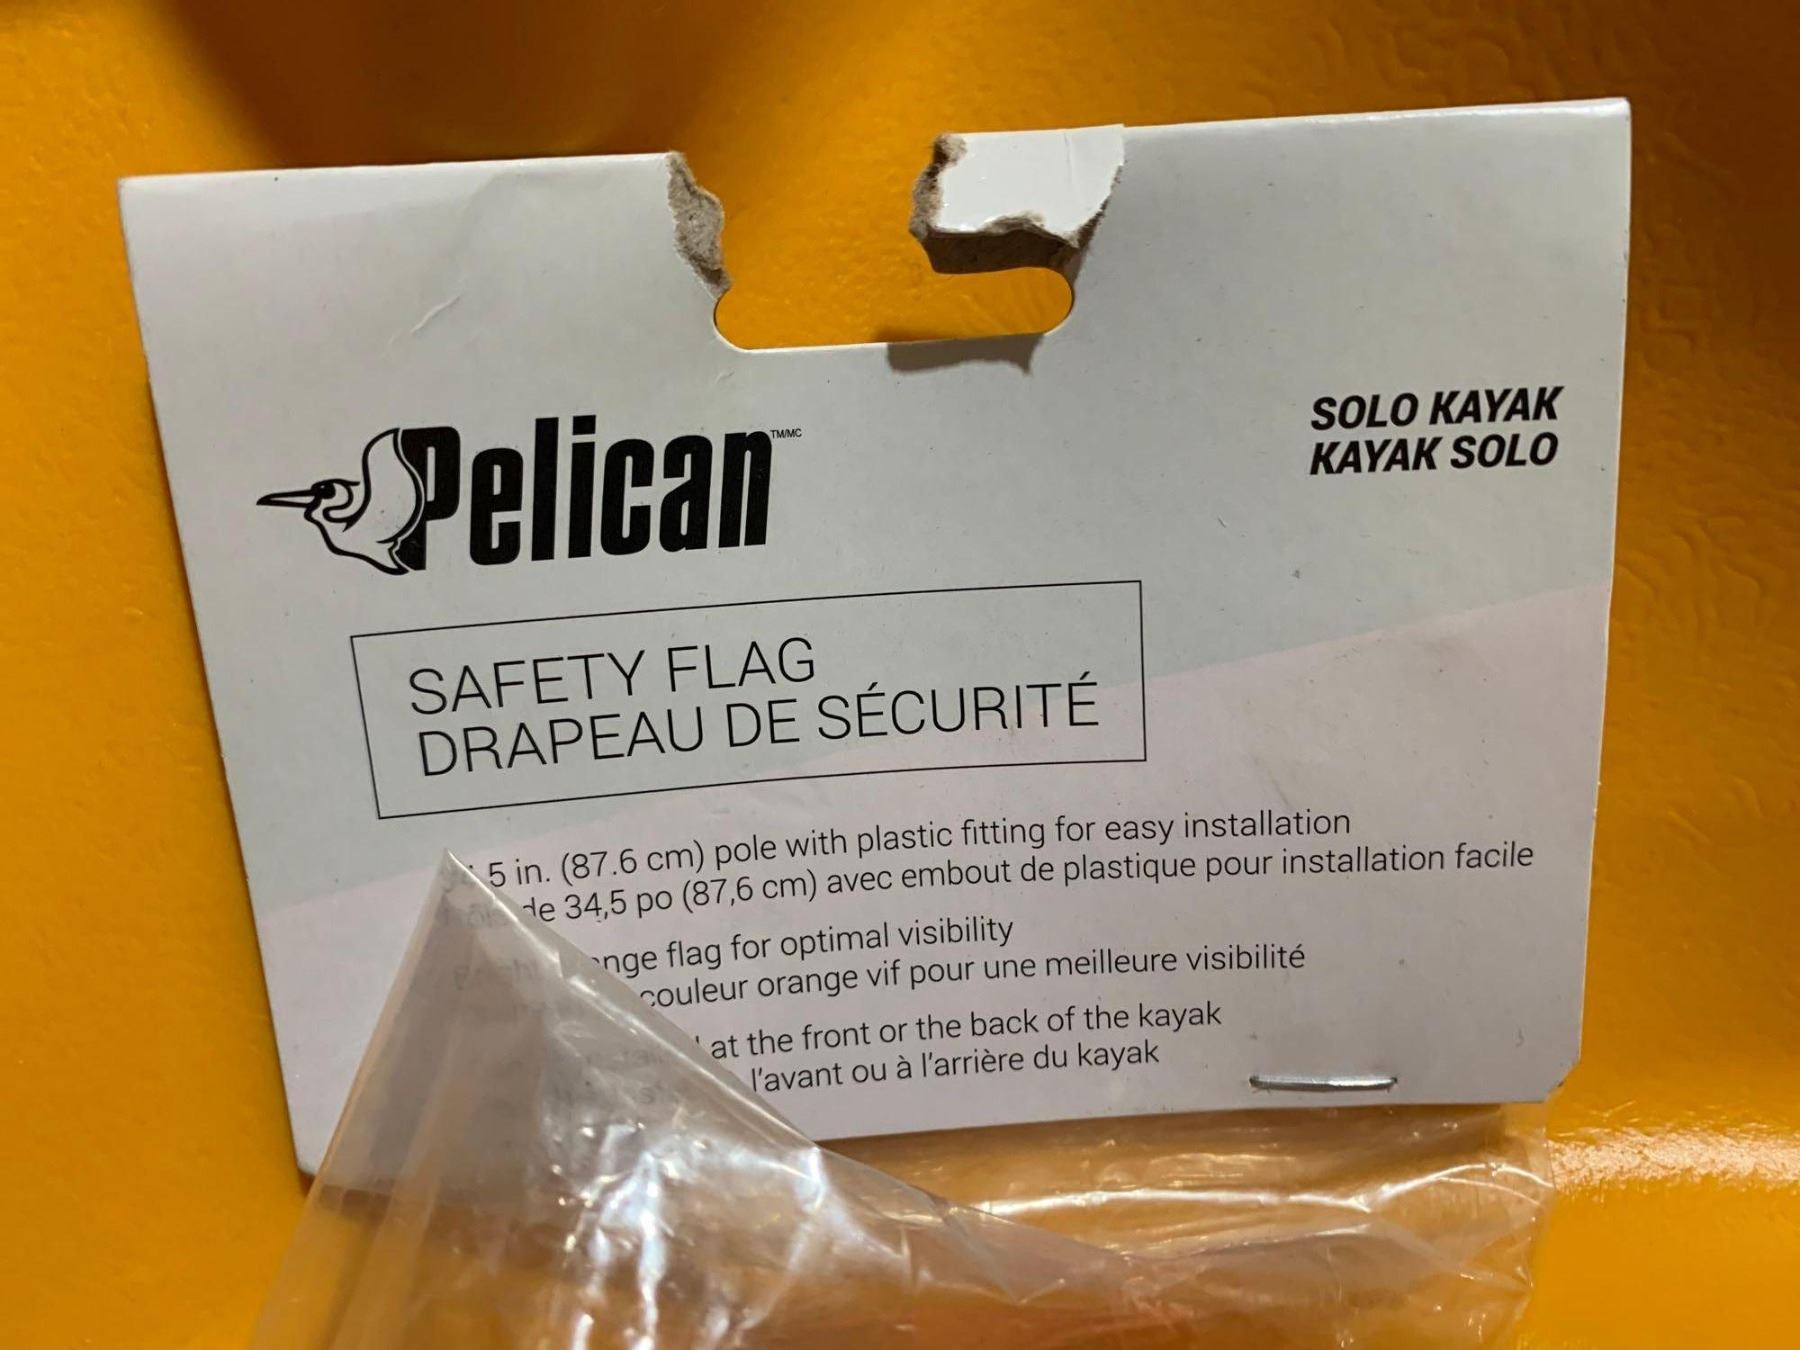 Pelican TM/MC
SOLO KAYAK
KAYAK SOLO
SAFETY FLAG
DRAPEAU DE SÉCURITÉ
5 in. (87.6 cm) pole with plastic fitting for easy installation
de 34,5 po (87,6 cm) avec embout de plastique pour installation facile
flag for optimal visibility
couleur orange vif pour une meilleure visibilité
at the front or the back of the kayak
l'avant ou à l'arrière du kayak